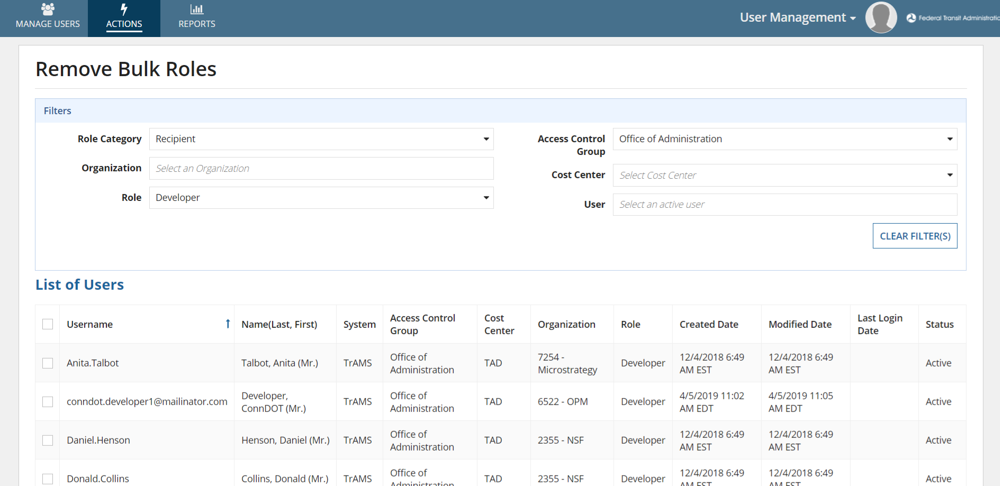 MANAGE USERS
ACTIONS
REPORTS
User Management
Federal Transit Administratio
Remove Bulk Roles
Filters
Role Category
Recipient
Organization
Select an Organization
Role
Developer
Access Control
Group
Office of Administration
Cost Center
Select Cost Center
User
Select an active user
CLEAR FILTER(S)
List of Users
Username
Name(Last, First)
System
Access Control
Group
Cost
Center
Organization
Role
Created Date
Modified Date
Last Login
Date
Status
Anita.Talbot
Talbot, Anita (Mr.)
TrAMS
Office of
Administration
TAD
7254 -
Microstrategy
Developer
12/4/2018 6:49
AM EST
12/4/2018 6:49
AM EST
Active
conndot.developer1@mailinator.com
Developer,
ConnDOT (Mr.)
TrAMS
Office of
Administration
TAD
6522 - OPM
Developer
4/5/2019 11:02
AM EDT
4/5/2019 11:05
AM EDT
Active
Daniel.Henson
Henson, Daniel (Mr.)
TrAMS
Office of
Administration
TAD
2355 - NSF
Developer
12/4/2018 6:49
AM EST
12/4/2018 6:49
AM EST
Active
Donald.Collins
Collins, Donald (Mr.)
TrAMS
Office of
Administration
TAD
2355 - NSF
Developer
12/4/2018 6:49
AM EST
12/4/2018 6:49
AM EST
Active